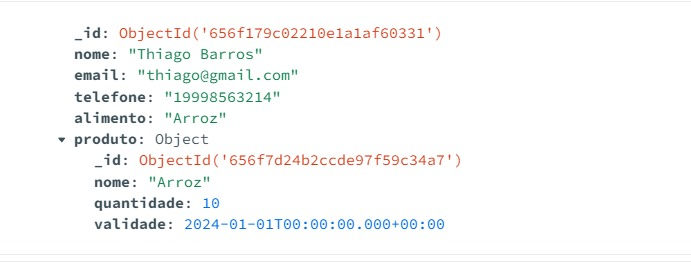 _id: ObjectId('656f179c02210e1a1af60331')
nome: "Thiago Barros"
email: "thiago@gmail.com"
telefone: "19998563214"
alimento: "Arroz"
produto: Object
_id: ObjectId('656f7d24b2ccde97f59c34a7')
nome: "Arroz"
quantidade: 10
validade: 2024-01-01T00:00:00.000+00:00